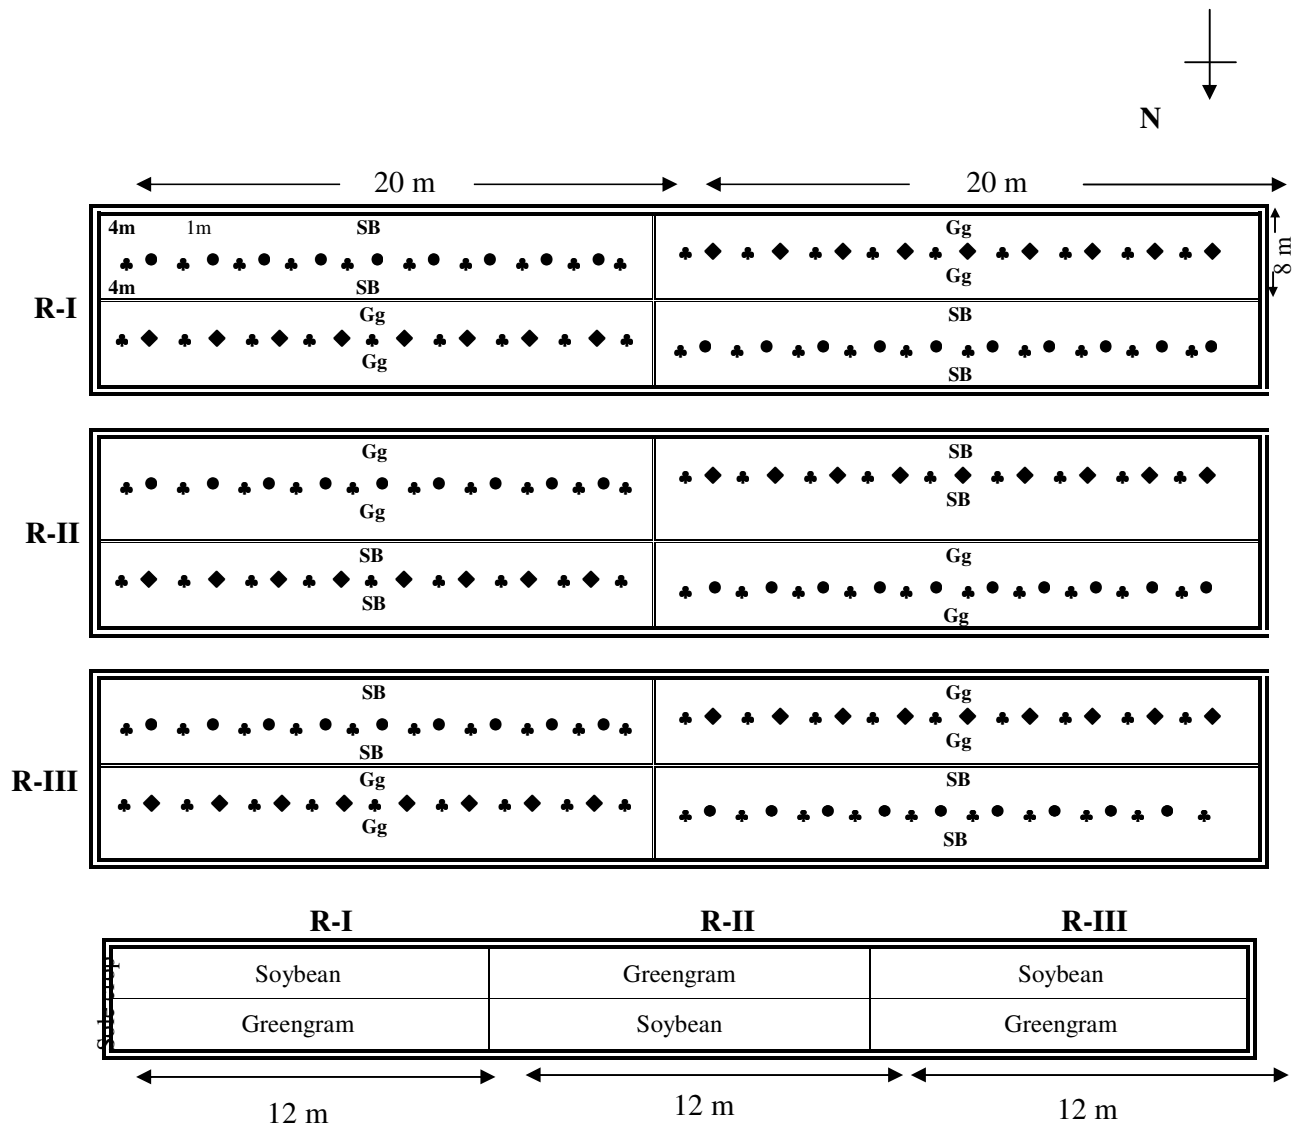 N
20 m 20 m
4m 1m SB Gg
8 m
4m SB Gg
R-I
Gg SB
Gg SB
Gg SB
Gg SB
R-II
SB Gg
SB Gg
SB Gg
SB Gg
R-III
Gg SB
Gg SB
R-I R-II R-III
Soybean Greengram Soybean
Greengram Soybean Greengram
12 m 12 m 12 m